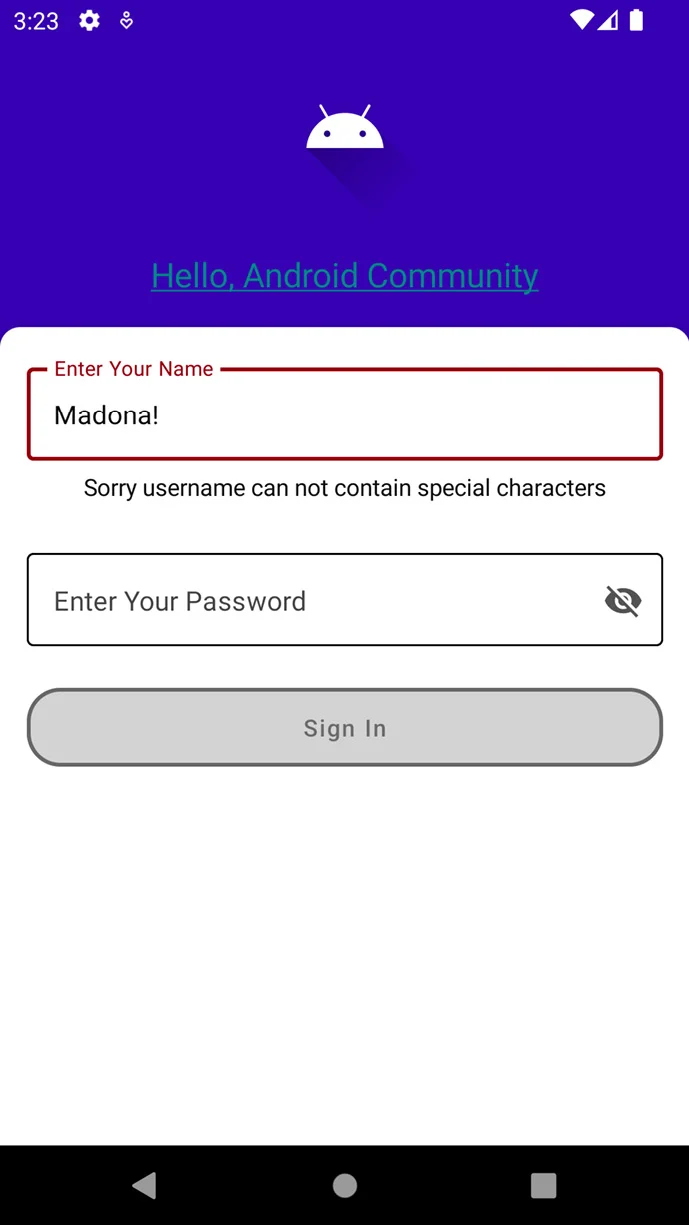 3:23
Hello, Android Community
Enter Your Name
Madona!
Sorry username can not contain special characters
Enter Your Password
Sign In